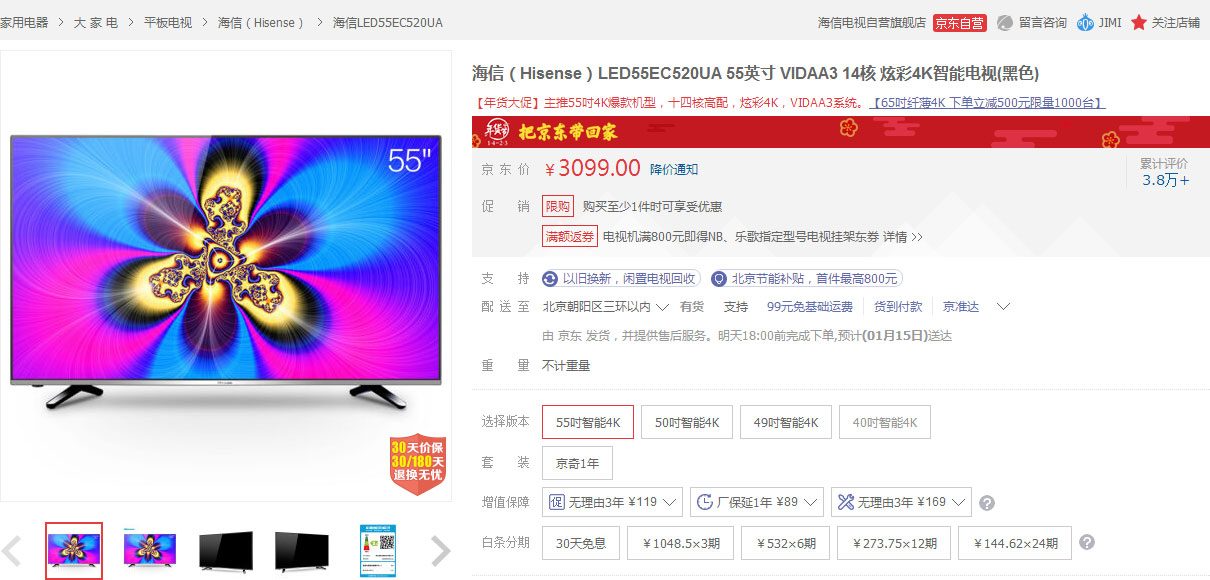 家用电器 > 大 家 电 > 平板电视 > 海信（Hisense） > 海信LED55EC520UA
海信电视自营旗舰店 京东自营 留言咨询 JIMI 关注店铺
海信（Hisense）LED55EC520UA 55英寸 VIDAA3 14核 炫彩4K智能电视(黑色)
【年货大促】主推55吋4K爆款机型，十四核高配，炫彩4K，VIDAA3系统。【65吋纤薄4K 下单立减500元限量1000台】
年货节 1·4-2·3 把京东带回家
55"
京 东 价 ￥3099.00 降价通知
累计评价
3.8万+
促 销 限购 购买至少1件时可享受优惠
满额返券 电视机满800元即得NB、乐歌指定型号电视挂架东券 详情 >>
支 持 以旧换新，闲置电视回收 北京节能补贴，首件最高800元
配 送 至 北京朝阳区三环以内 有货 支持 99元免基础运费 货到付款 京准达
由 京东 发货，并提供售后服务。明天18:00前完成下单,预计(01月15日)送达
重 量 不计重量
选择版本 55吋智能4K 50吋智能4K 49吋智能4K 40吋智能4K
套 装 京奇1年
30天价保
30/180天
退换无忧
增值保障 促 无理由3年 ¥119 厂保延1年 ¥89 无理由3年 ¥169 ?
白条分期 30天免息 ￥1048.5×3期 ￥532×6期 ￥273.75×12期 ￥144.62×24期 ?